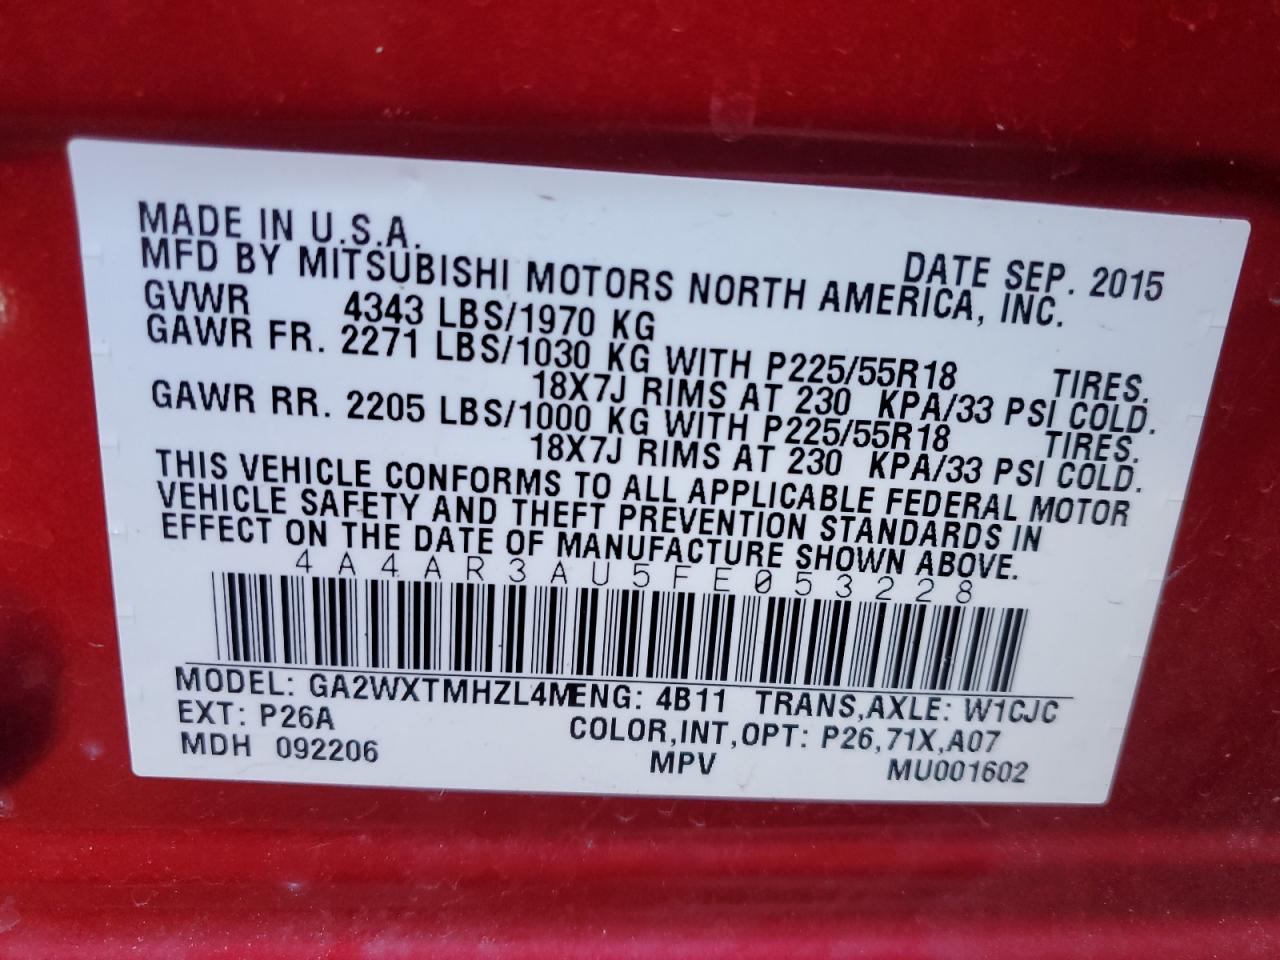 MADE IN U.S.A. DATE SEP. 2015
MFD BY MITSUBISHI MOTORS NORTH AMERICA, INC.
GVWR 4343 LBS/1970 KG
GAWR FR. 2271 LBS/1030 KG WITH P225/55R18 TIRES.
18X7J RIMS AT 230 KPA/33 PSI COLD.
GAWR RR. 2205 LBS/1000 KG WITH P225/55R18 TIRES.
18X7J RIMS AT 230 KPA/33 PSI COLD.
THIS VEHICLE CONFORMS TO ALL APPLICABLE FEDERAL MOTOR
VEHICLE SAFETY AND THEFT PREVENTION STANDARDS IN
EFFECT ON THE DATE OF MANUFACTURE SHOWN ABOVE.
4A4AR3AU5FE053228
MODEL: GA2WXTMHZL4M ENG: 4B11 TRANS,AXLE: W1CJC
EXT: P26A COLOR,INT,OPT: P26,71X,A07
MDH 092206 MPV MU001602